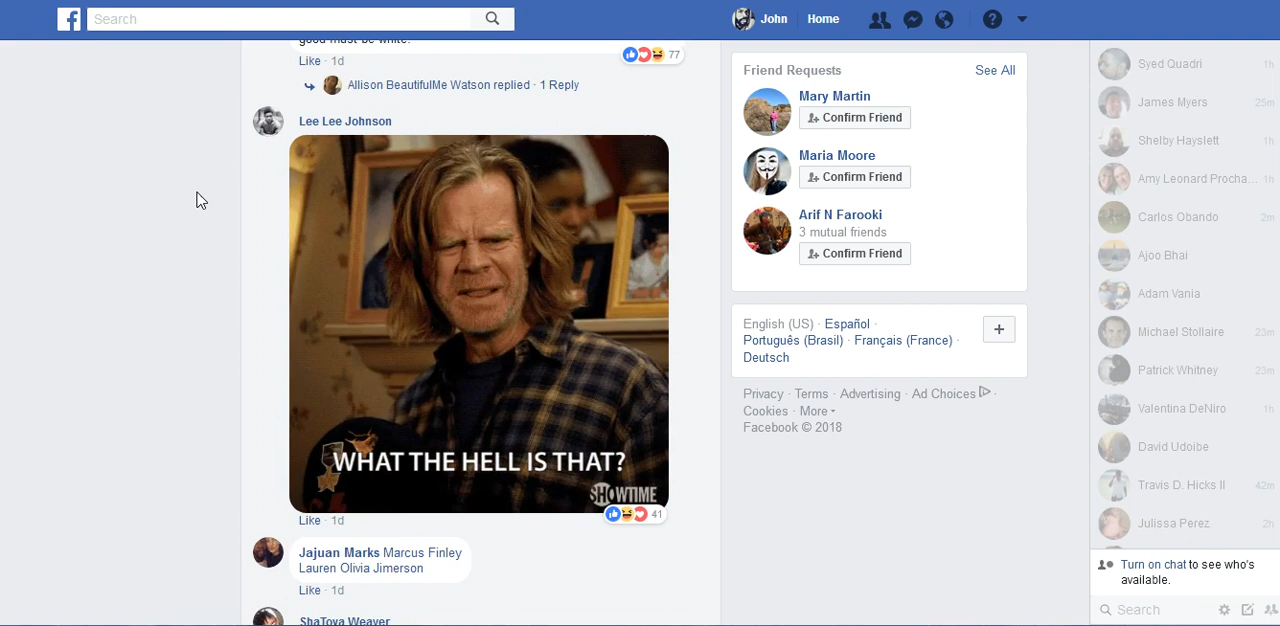 Search
John
Home
good must be white.
Like · 1d
77
Allison BeautifulMe Watson replied · 1 Reply
Lee Lee Johnson
WHAT THE HELL IS THAT?
SHOWTIME
Like · 1d
41
Jajuan Marks Marcus Finley
Lauren Olivia Jimerson
Like · 1d
ShaToya Weaver
Friend Requests
See All
Mary Martin
Confirm Friend
Maria Moore
Confirm Friend
Arif N Farooki
3 mutual friends
Confirm Friend
English (US) · Español ·
Português (Brasil) · Français (France) ·
Deutsch
Privacy · Terms · Advertising · Ad Choices ·
Cookies · More
Facebook © 2018
Syed Quadri 1h
James Myers 25m
Shelby Hayslett 1h
Amy Leonard Procha... 1h
Carlos Obando 2m
Ajoo Bhai
Adam Vania
Michael Stollaire 23m
Patrick Whitney 23m
Valentina DeNiro 1h
David Udoibe
Travis D. Hicks II 42m
Julissa Perez 2h
Turn on chat to see who's
available.
Search